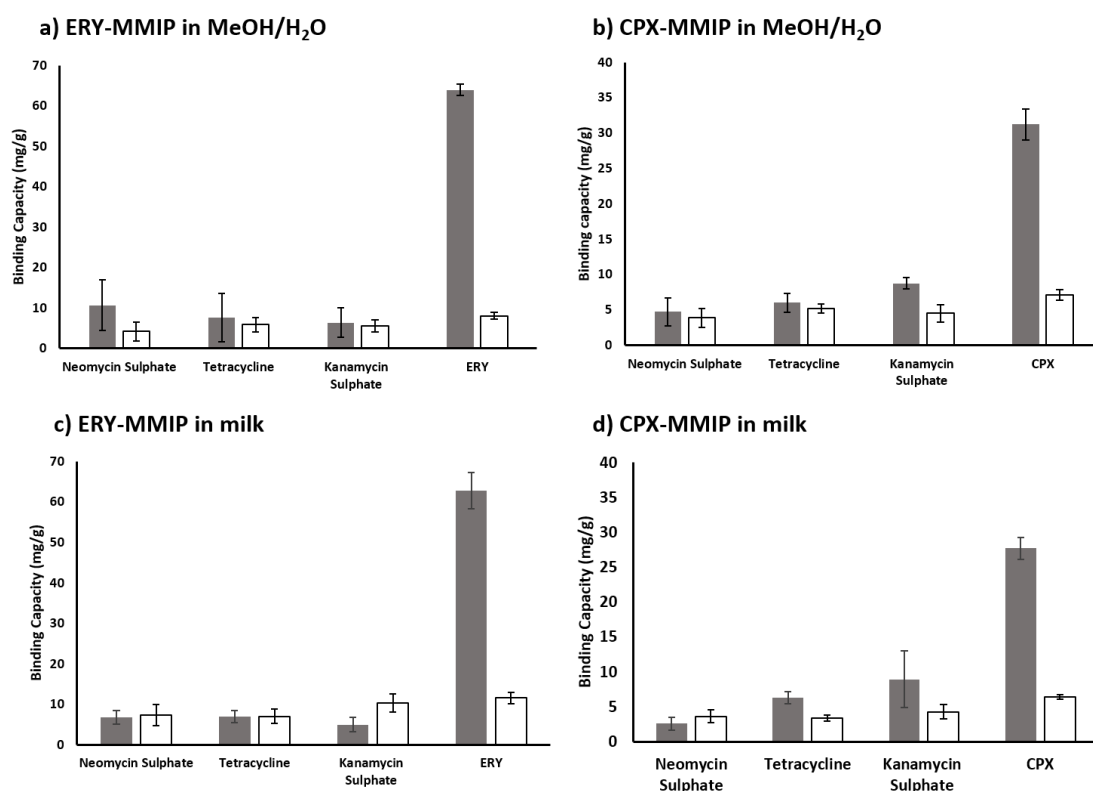 a) ERY-MMIP in MeOH/H₂O
70
60
50
40
30
20
10
0
Binding Capacity (mg/g)
Neomycin Sulphate
Tetracycline
Kanamycin
Sulphate
ERY
b) CPX-MMIP in MeOH/H₂O
40
35
30
25
20
15
10
5
0
Binding capacity (mg/g)
Neomycin Sulphate
Tetracycline
Kanamycin
Sulphate
CPX
c) ERY-MMIP in milk
70
60
50
40
30
20
10
0
Binding Capacity (mg/g)
Neomycin Sulphate
Tetracycline
Kanamycin
Sulphate
ERY
d) CPX-MMIP in milk
40
35
30
25
20
15
10
5
0
Binding Capacity (mg/g)
Neomycin
Sulphate
Tetracycline
Kanamycin
Sulphate
CPX